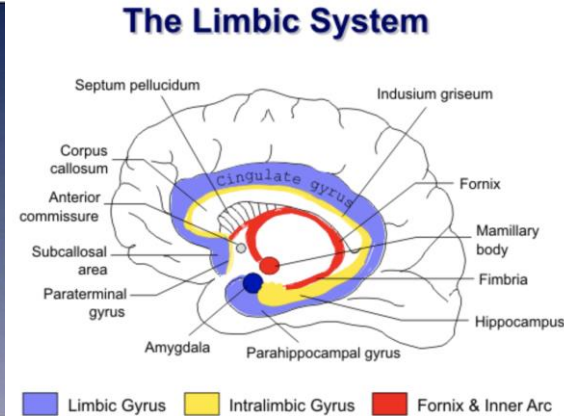 The Limbic System
Septum pellucidum
Indusium griseum
Corpus
callosum
Cingulate gyrus
Fornix
Anterior
commissure
Mamillary
body
Subcallosal
area
Fimbria
Paraterminal
gyrus
Hippocampus
Amygdala
Parahippocampal gyrus
Limbic Gyrus
Intralimbic Gyrus
Fornix & Inner Arc